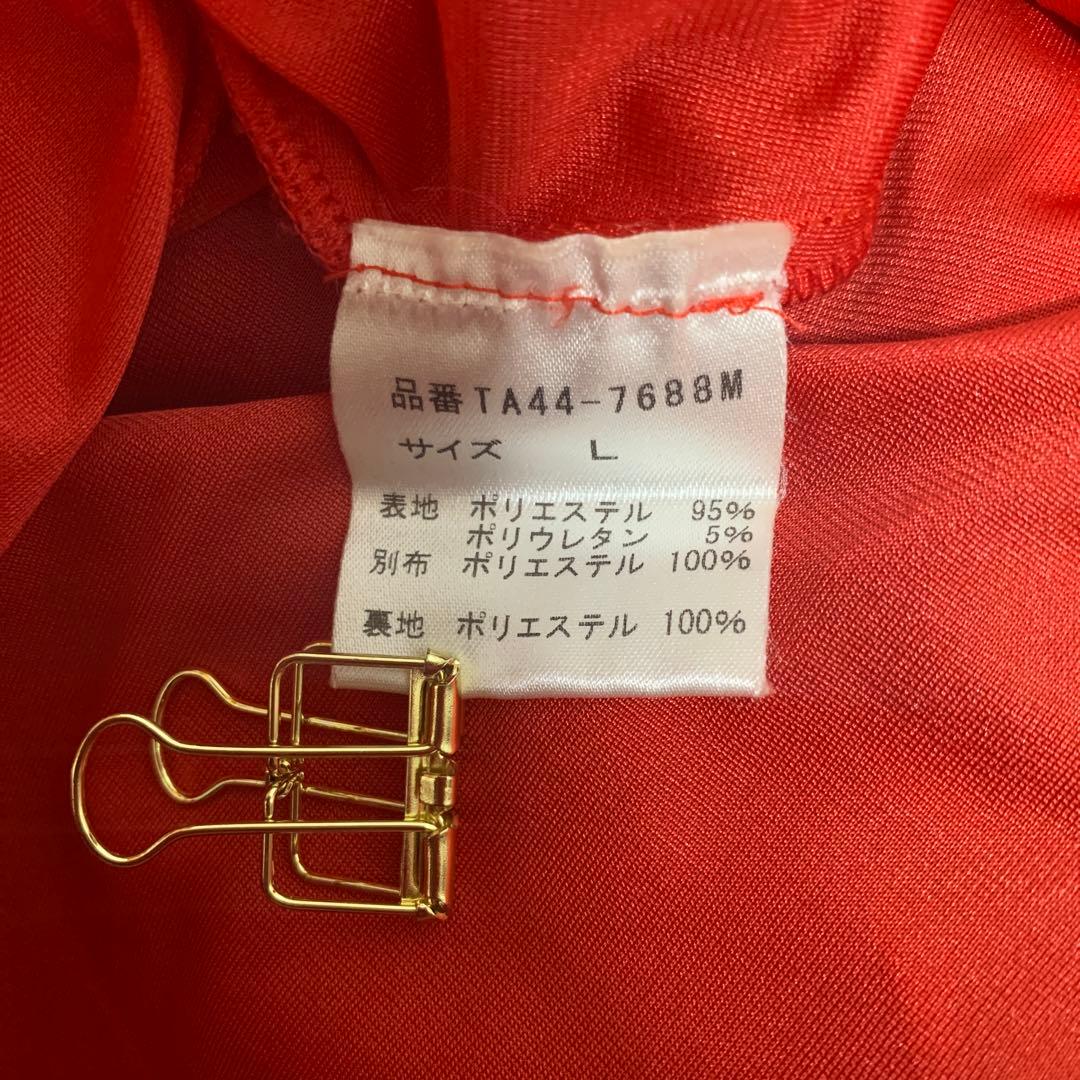 品番TA44-7688M
サイズ L
表地 ポリエステル 95%
ポリウレタン 5%
別布 ポリエステル 100%
裏地 ポリエステル 100%